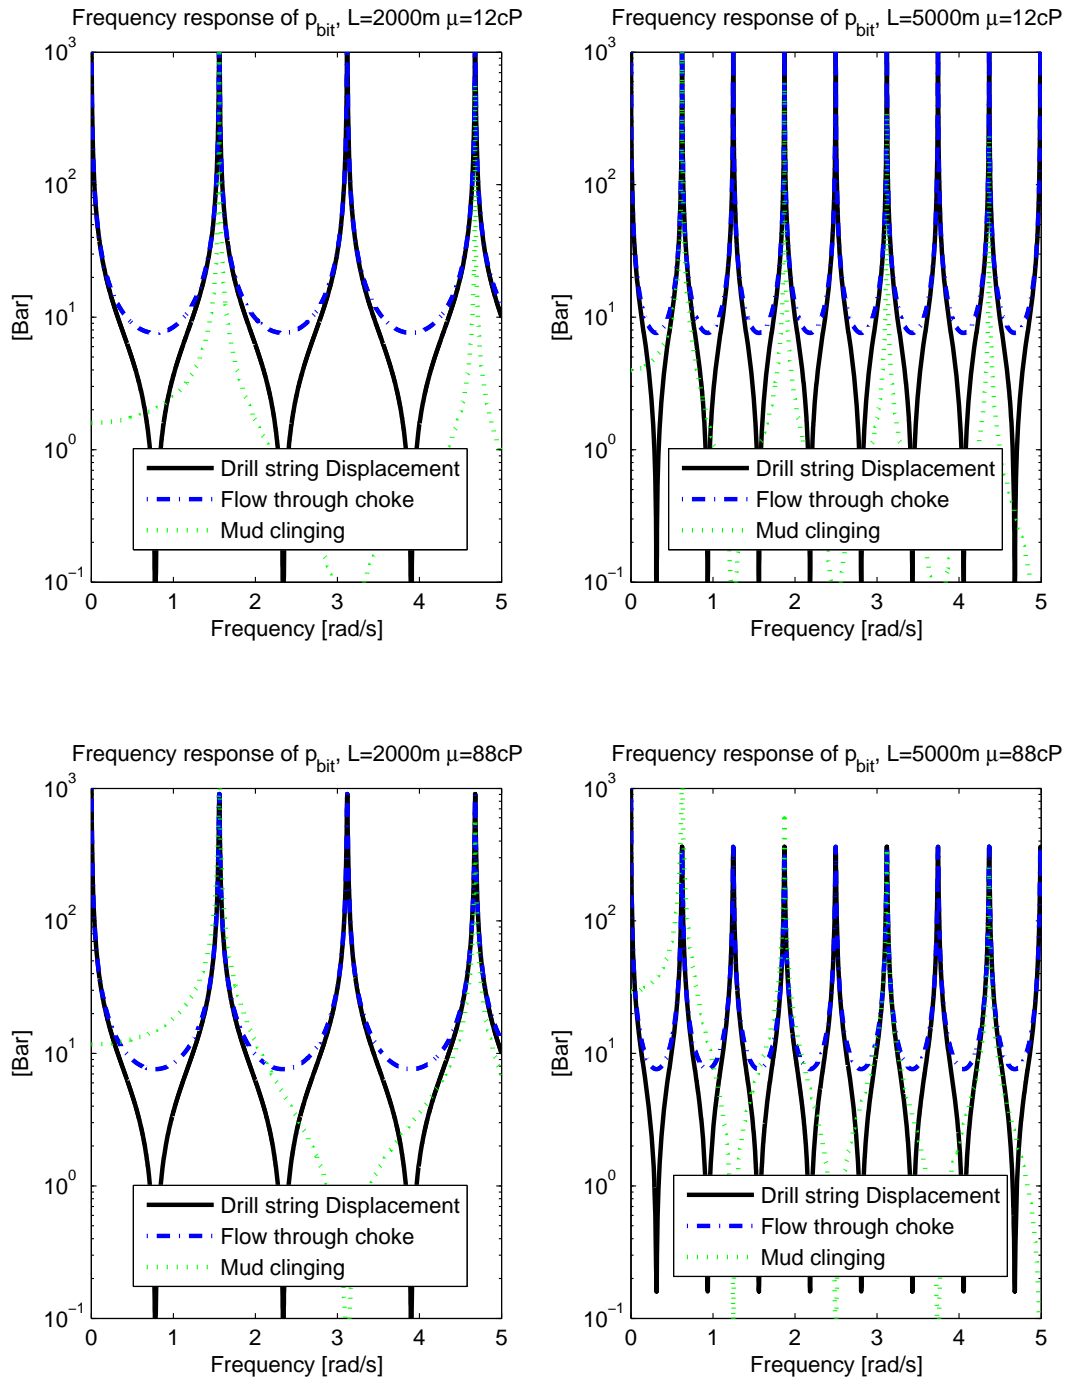 Frequency response of p_bit, L=2000m μ=12cP
10^3
10^2
10^1
10^0
10^−1
[Bar]
Drill string Displacement
Flow through choke
Mud clinging
0 1 2 3 4 5
Frequency [rad/s]
Frequency response of p_bit, L=5000m μ=12cP
10^3
10^2
10^1
10^0
10^−1
[Bar]
Drill string Displacement
Flow through choke
Mud clinging
0 1 2 3 4 5
Frequency [rad/s]
Frequency response of p_bit, L=2000m μ=88cP
10^3
10^2
10^1
10^0
10^−1
[Bar]
Drill string Displacement
Flow through choke
Mud clinging
0 1 2 3 4 5
Frequency [rad/s]
Frequency response of p_bit, L=5000m μ=88cP
10^3
10^2
10^1
10^0
10^−1
[Bar]
Drill string Displacement
Flow through choke
Mud clinging
0 1 2 3 4 5
Frequency [rad/s]